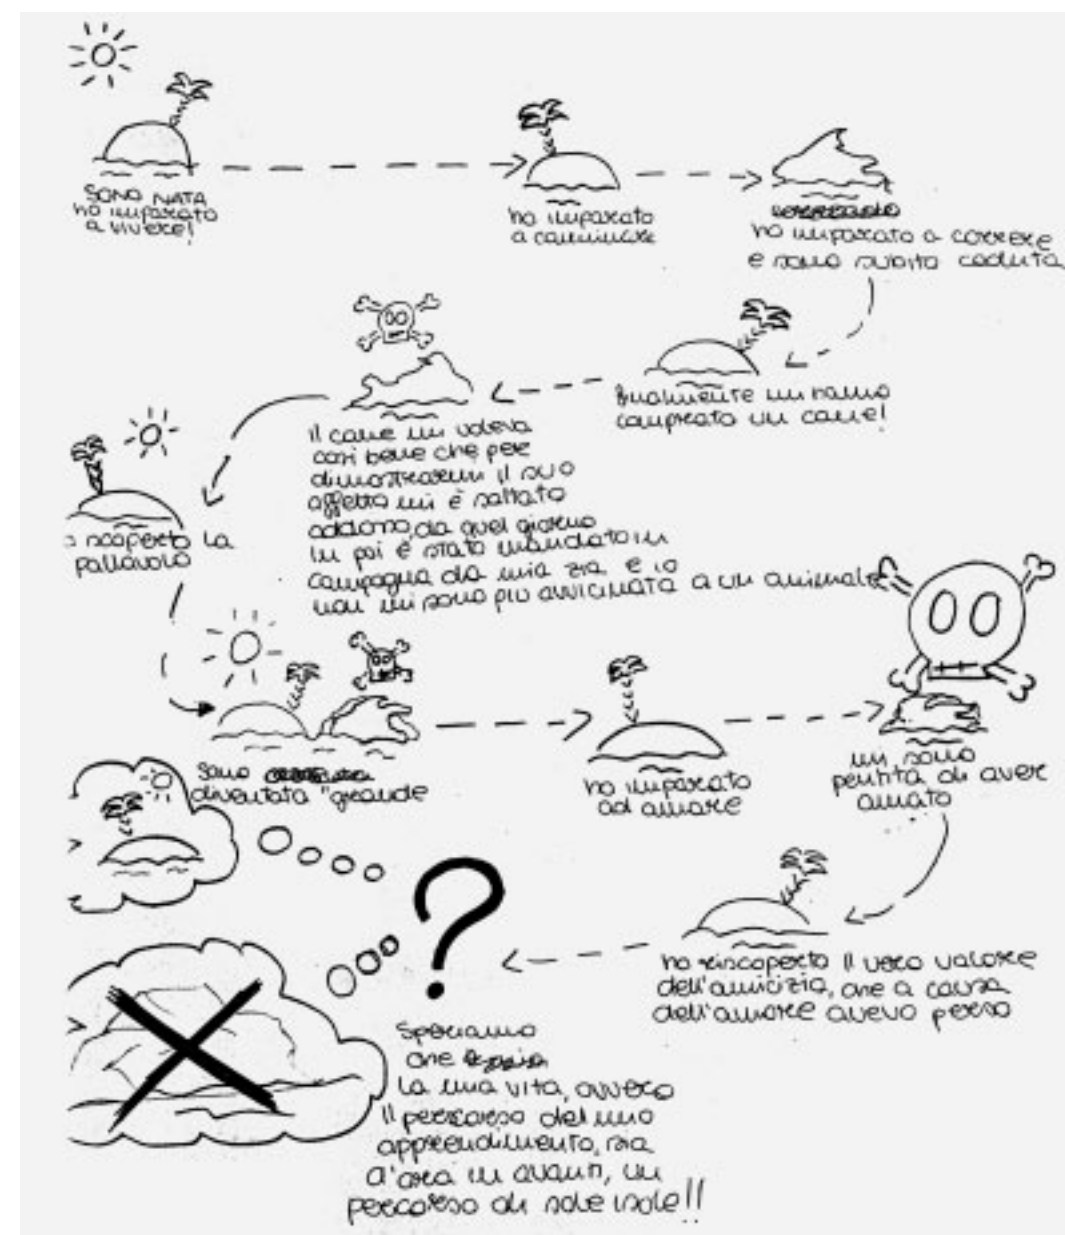 SONO NATA
ho imparato
a vivere!
ho imparato
a camminare
ho imparato a correre
e sono subito caduta
finalmente mi hanno
comprato un cane!
Il cane mi voleva
così bene che per
dimostrarmi il suo
affetto mi è saltato
addosso, da quel giorno
in poi è stato mandato in
campagna da mia zia e io
non mi sono più avvicinata a un animale
o scoperto la
pallavolo
sono
diventata "grande
ho imparato
ad amare
mi sono
pentita di aver
amato
ho riscoperto il vero valore
dell'amicizia, che a causa
dell'amore avevo perso
?
Speriamo
che
la mia vita, ovvero
il percorso del mio
apprendimento, sia
d'ora in avanti, un
percorso di sole isole!!